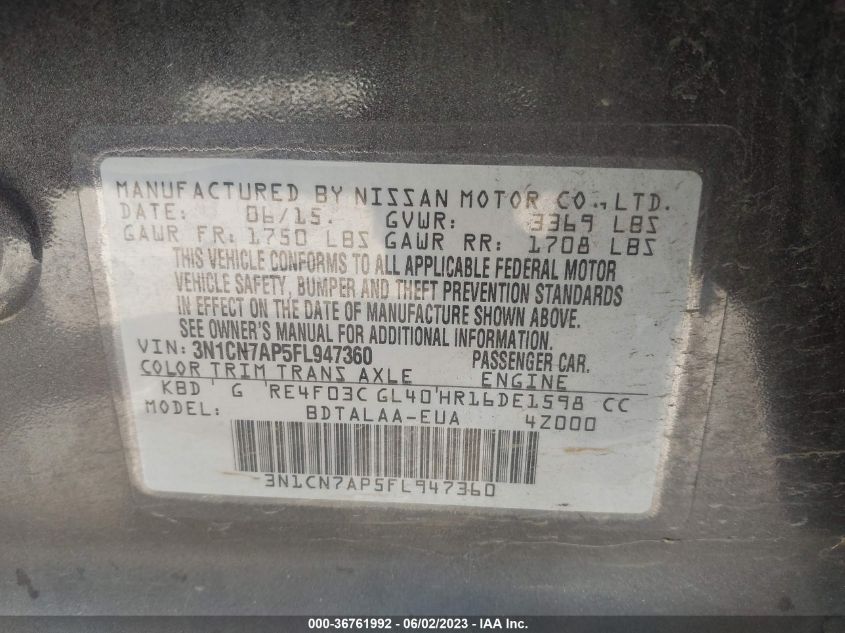 MANUFACTURED BY NISSAN MOTOR CO.,LTD.
DATE: 06/15. GVWR: 3369 LBS
GAWR FR: 1750 LBS GAWR RR: 1708 LBS
THIS VEHICLE CONFORMS TO ALL APPLICABLE FEDERAL MOTOR
VEHICLE SAFETY, BUMPER AND THEFT PREVENTION STANDARDS
IN EFFECT ON THE DATE OF MANUFACTURE SHOWN ABOVE.
SEE OWNER'S MANUAL FOR ADDITIONAL INFORMATION.
VIN: 3N1CN7AP5FL947360 PASSENGER CAR.
COLOR TRIM TRANS AXLE ENGINE
KBD ' G 'RE4F03C GL40'HR16DE1598 CC
MODEL: BDTALAA-EUA 4Z000
3N1CN7AP5FL947360
000-36761992 - 06/02/2023 - IAA Inc.